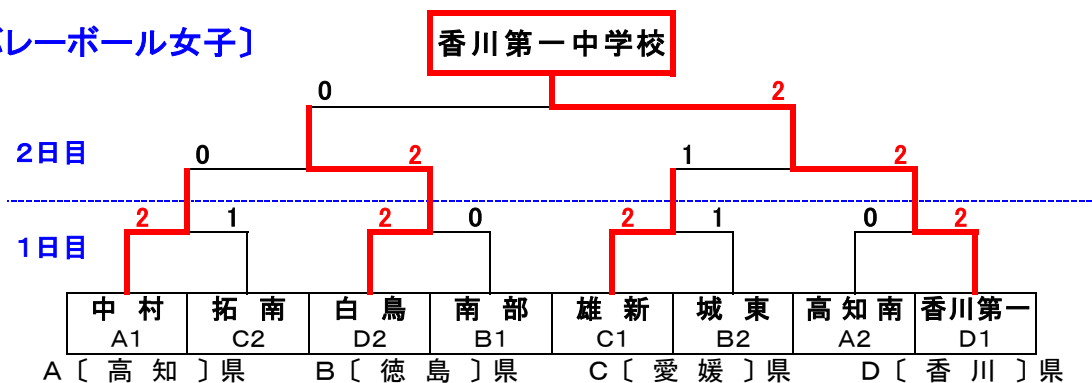 バレーボール女子〕
香川第一中学校
0 2
2日目
0 2 1 2
1日目
2 1 2 0 2 1 0 2
中村 拓南 白鳥 南部 雄新 城東 高知南 香川第一
A1 C2 D2 B1 C1 B2 A2 D1
A〔高知〕県 B〔徳島〕県 C〔愛媛〕県 D〔香川〕県